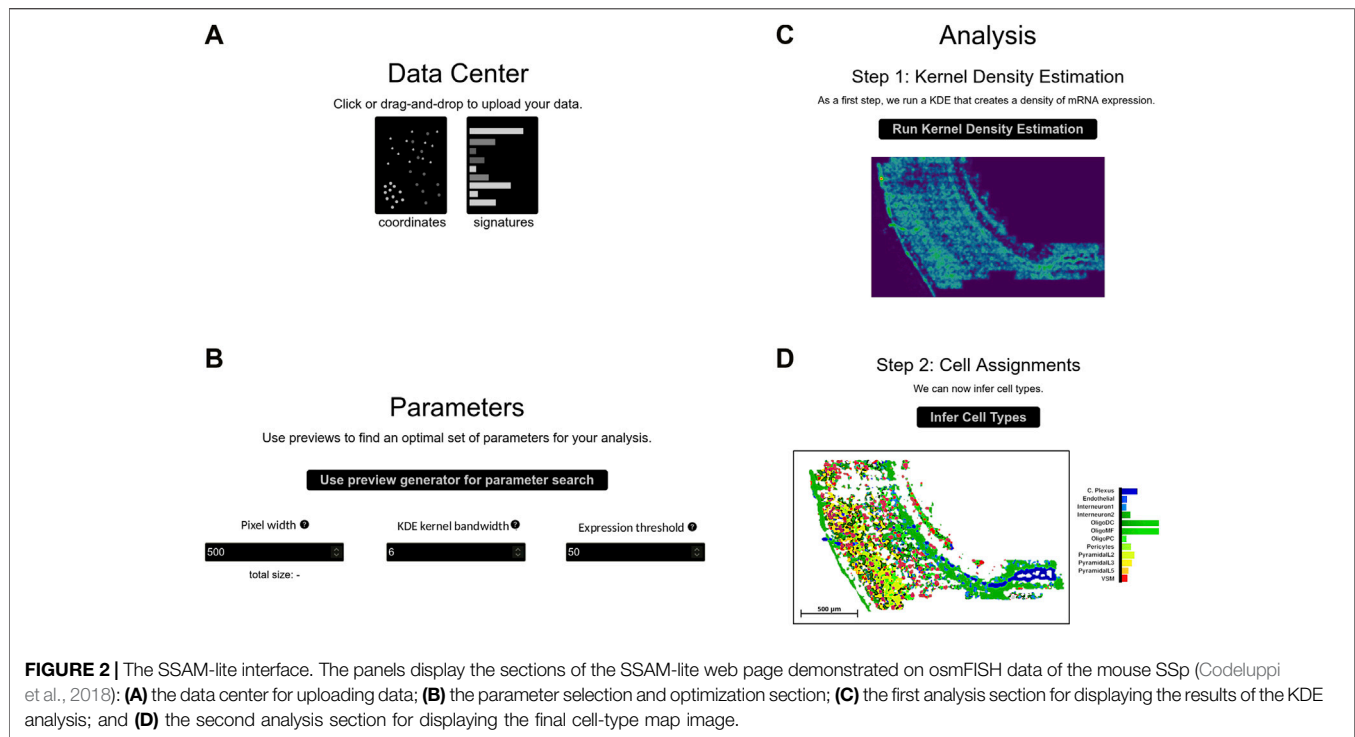 A
Data Center
Click or drag-and-drop to upload your data.
coordinates
signatures
B
Parameters
Use previews to find an optimal set of parameters for your analysis.
Use preview generator for parameter search
Pixel width ?
KDE kernel bandwidth ?
Expression threshold ?
500
6
50
total size: -
C
Analysis
Step 1: Kernel Density Estimation
As a first step, we run a KDE that creates a density of mRNA expression.
Run Kernel Density Estimation
D
Step 2: Cell Assignments
We can now infer cell types.
Infer Cell Types
500 µm
C. Plexus
Endothelial
Interneuron1
Interneuron2
OligoDC
OligoMF
OligoPC
Pericytes
PyramidalL2
PyramidalL3
PyramidalL5
VSM
FIGURE 2 | The SSAM-lite interface. The panels display the sections of the SSAM-lite web page demonstrated on osmFISH data of the mouse SSp (Codeluppi
et al., 2018): (A) the data center for uploading data; (B) the parameter selection and optimization section; (C) the first analysis section for displaying the results of the KDE
analysis; and (D) the second analysis section for displaying the final cell-type map image.